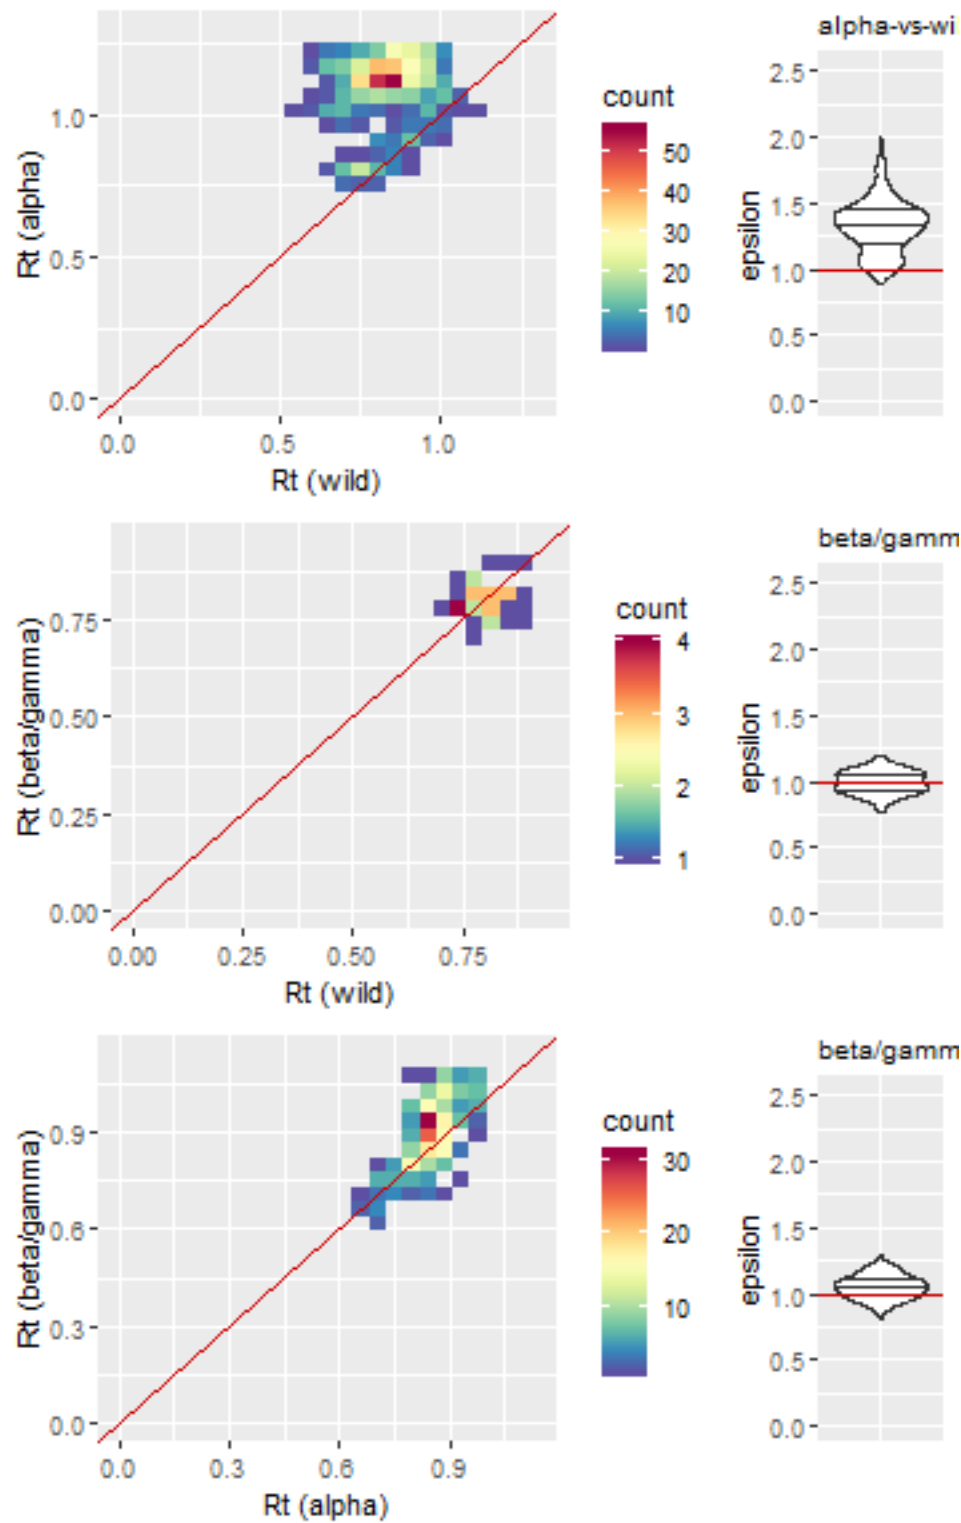 alpha-vs-wi
Rt (alpha)
1.0
0.5
0.0
0.0 0.5 1.0
Rt (wild)
count
50
40
30
20
10
epsilon
2.5
2.0
1.5
1.0
0.5
0.0
beta/gamm
Rt (beta/gamma)
0.75
0.50
0.25
0.00
0.00 0.25 0.50 0.75
Rt (wild)
count
4
3
2
1
epsilon
2.5
2.0
1.5
1.0
0.5
0.0
beta/gamm
Rt (beta/gamma)
0.9
0.6
0.3
0.0
0.0 0.3 0.6 0.9
Rt (alpha)
count
30
20
10
epsilon
2.5
2.0
1.5
1.0
0.5
0.0